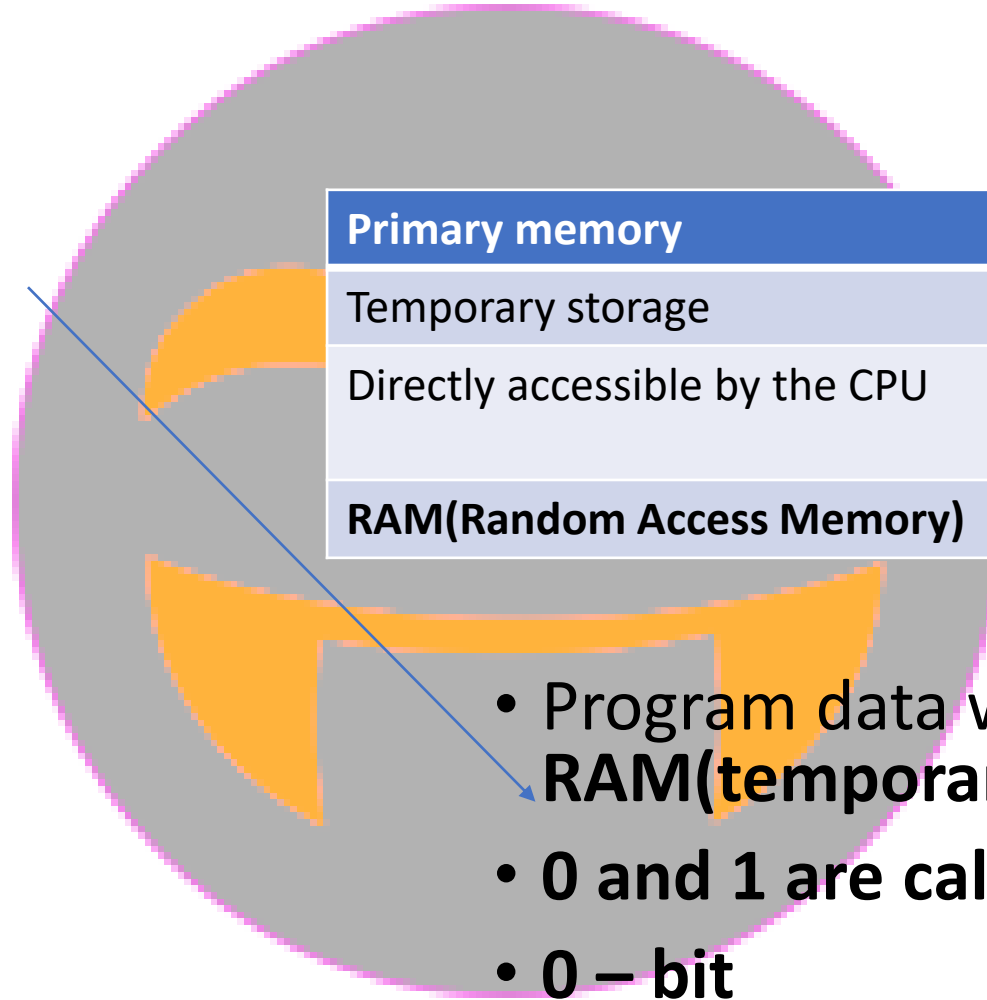 Primary memory
Temporary storage
Directly accessible by the CPU
RAM(Random Access Memory)
• Program data
RAM(temporar
• 0 and 1 are cal
• 0 – bit